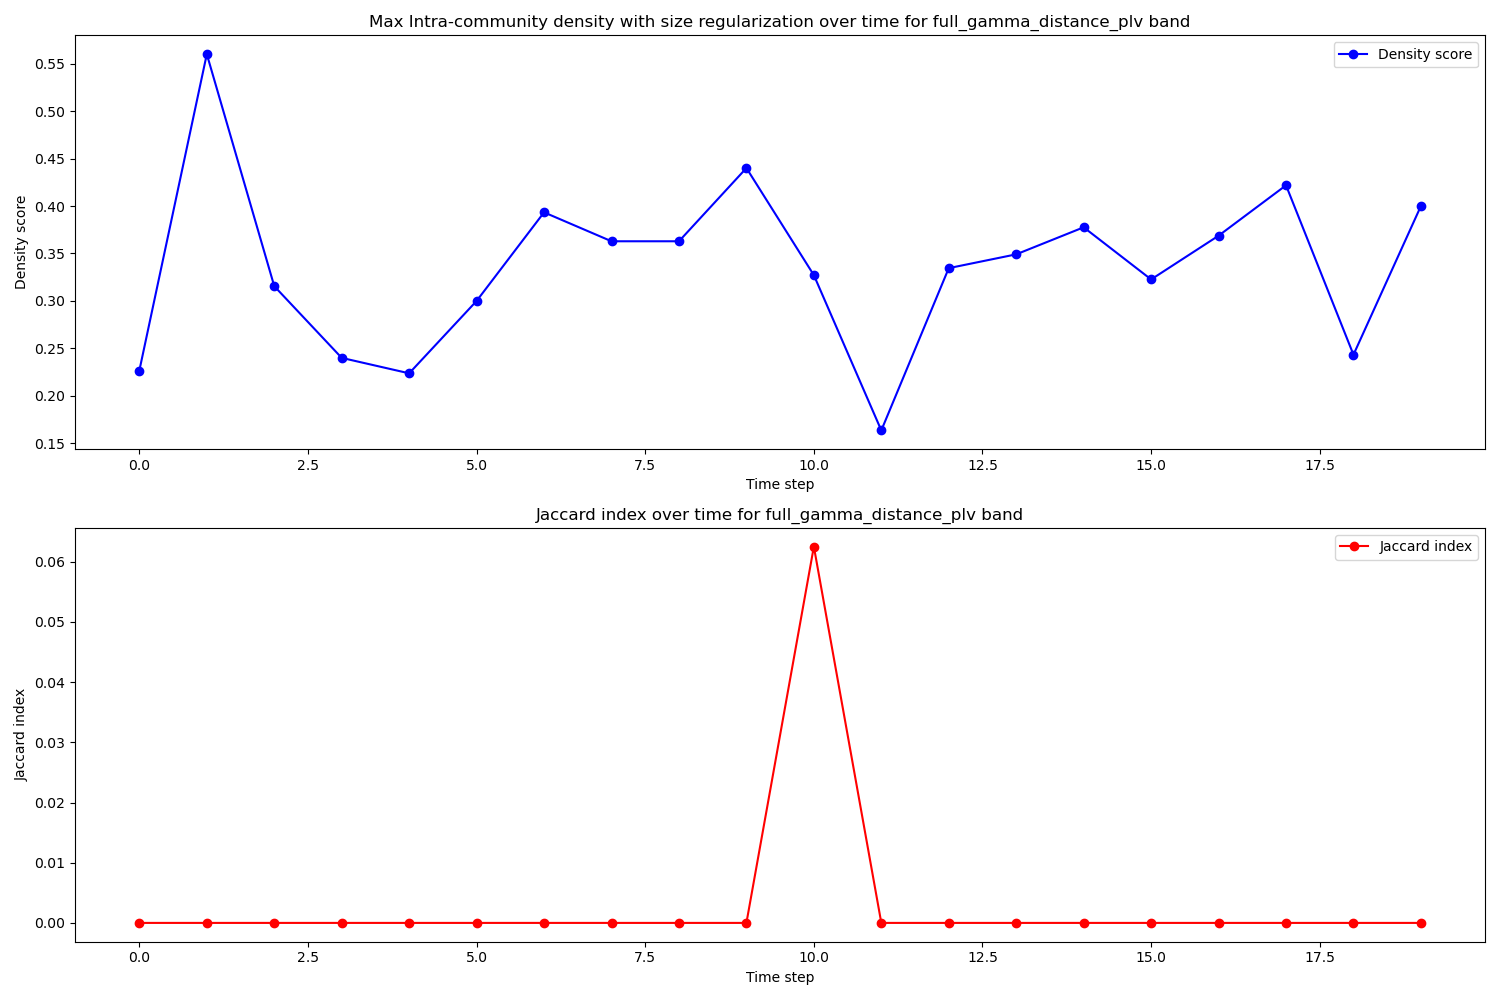 Max Intra-community density with size regularization over time for full_gamma_distance_plv band
Density score
0.55
0.50
0.45
0.40
0.35
0.30
0.25
0.20
0.15
Density score
0.0 2.5 5.0 7.5 10.0 12.5 15.0 17.5
Time step
Jaccard index over time for full_gamma_distance_plv band
Jaccard index
0.06
0.05
0.04
0.03
0.02
0.01
0.00
Jaccard index
0.0 2.5 5.0 7.5 10.0 12.5 15.0 17.5
Time step